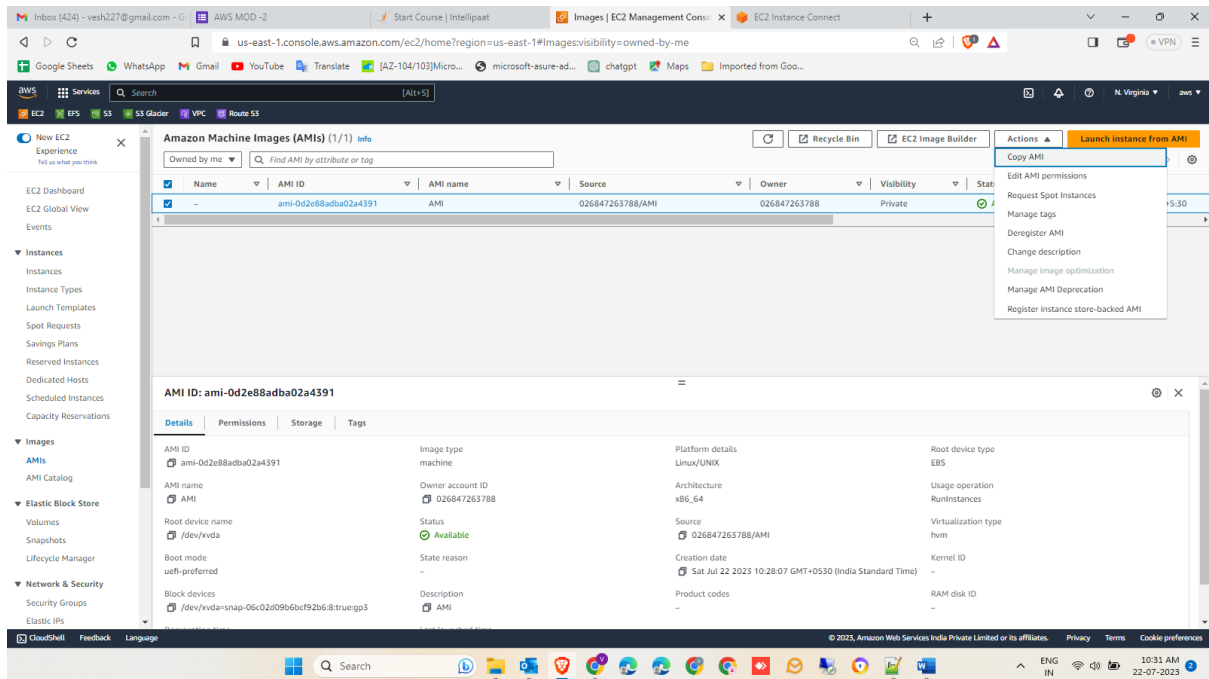 Inbox (424) - vesh227@gmail.com - G
AWS MOD -2
Start Course | Intellipaat
Images | EC2 Management Conso
EC2 Instance Connect
us-east-1.console.aws.amazon.com/ec2/home?region=us-east-1#Images:visibility=owned-by-me
VPN
Google Sheets WhatsApp Gmail YouTube Translate [AZ-104/103]Micro... microsoft-asure-ad... chatgpt Maps Imported from Goo...
aws Services Search [Alt+S] N. Virginia aws
EC2 EFS S3 S3 Glacier VPC Route 53
New EC2
Experience
Tell us what you think
EC2 Dashboard
EC2 Global View
Events
Instances
Instances
Instance Types
Launch Templates
Spot Requests
Savings Plans
Reserved Instances
Dedicated Hosts
Scheduled Instances
Capacity Reservations
Images
AMIs
AMI Catalog
Elastic Block Store
Volumes
Snapshots
Lifecycle Manager
Network & Security
Security Groups
Elastic IPs
Amazon Machine Images (AMIs) (1/1) Info
Recycle Bin EC2 Image Builder Actions Launch instance from AMI
Owned by me Find AMI by attribute or tag
Name AMI ID AMI name Source Owner Visibility Stat
– ami-0d2e88adba02a4391 AMI 026847263788/AMI 026847263788 Private A +5:30
Copy AMI
Edit AMI permissions
Request Spot Instances
Manage tags
Deregister AMI
Change description
Manage image optimization
Manage AMI Deprecation
Register instance store-backed AMI
AMI ID: ami-0d2e88adba02a4391
Details Permissions Storage Tags
AMI ID Image type Platform details Root device type
ami-0d2e88adba02a4391 machine Linux/UNIX EBS
AMI name Owner account ID Architecture Usage operation
AMI 026847263788 x86_64 RunInstances
Root device name Status Source Virtualization type
/dev/xvda Available 026847263788/AMI hvm
Boot mode State reason Creation date Kernel ID
uefi-preferred – Sat Jul 22 2023 10:28:07 GMT+0530 (India Standard Time) –
Block devices Description Product codes RAM disk ID
/dev/xvda=snap-06c02d09b6bcf92b6:8:true:gp3 AMi – –
CloudShell Feedback Language © 2023, Amazon Web Services India Private Limited or its affiliates. Privacy Terms Cookie preferences
Search
ENG
IN
10:31 AM
22-07-2023
2